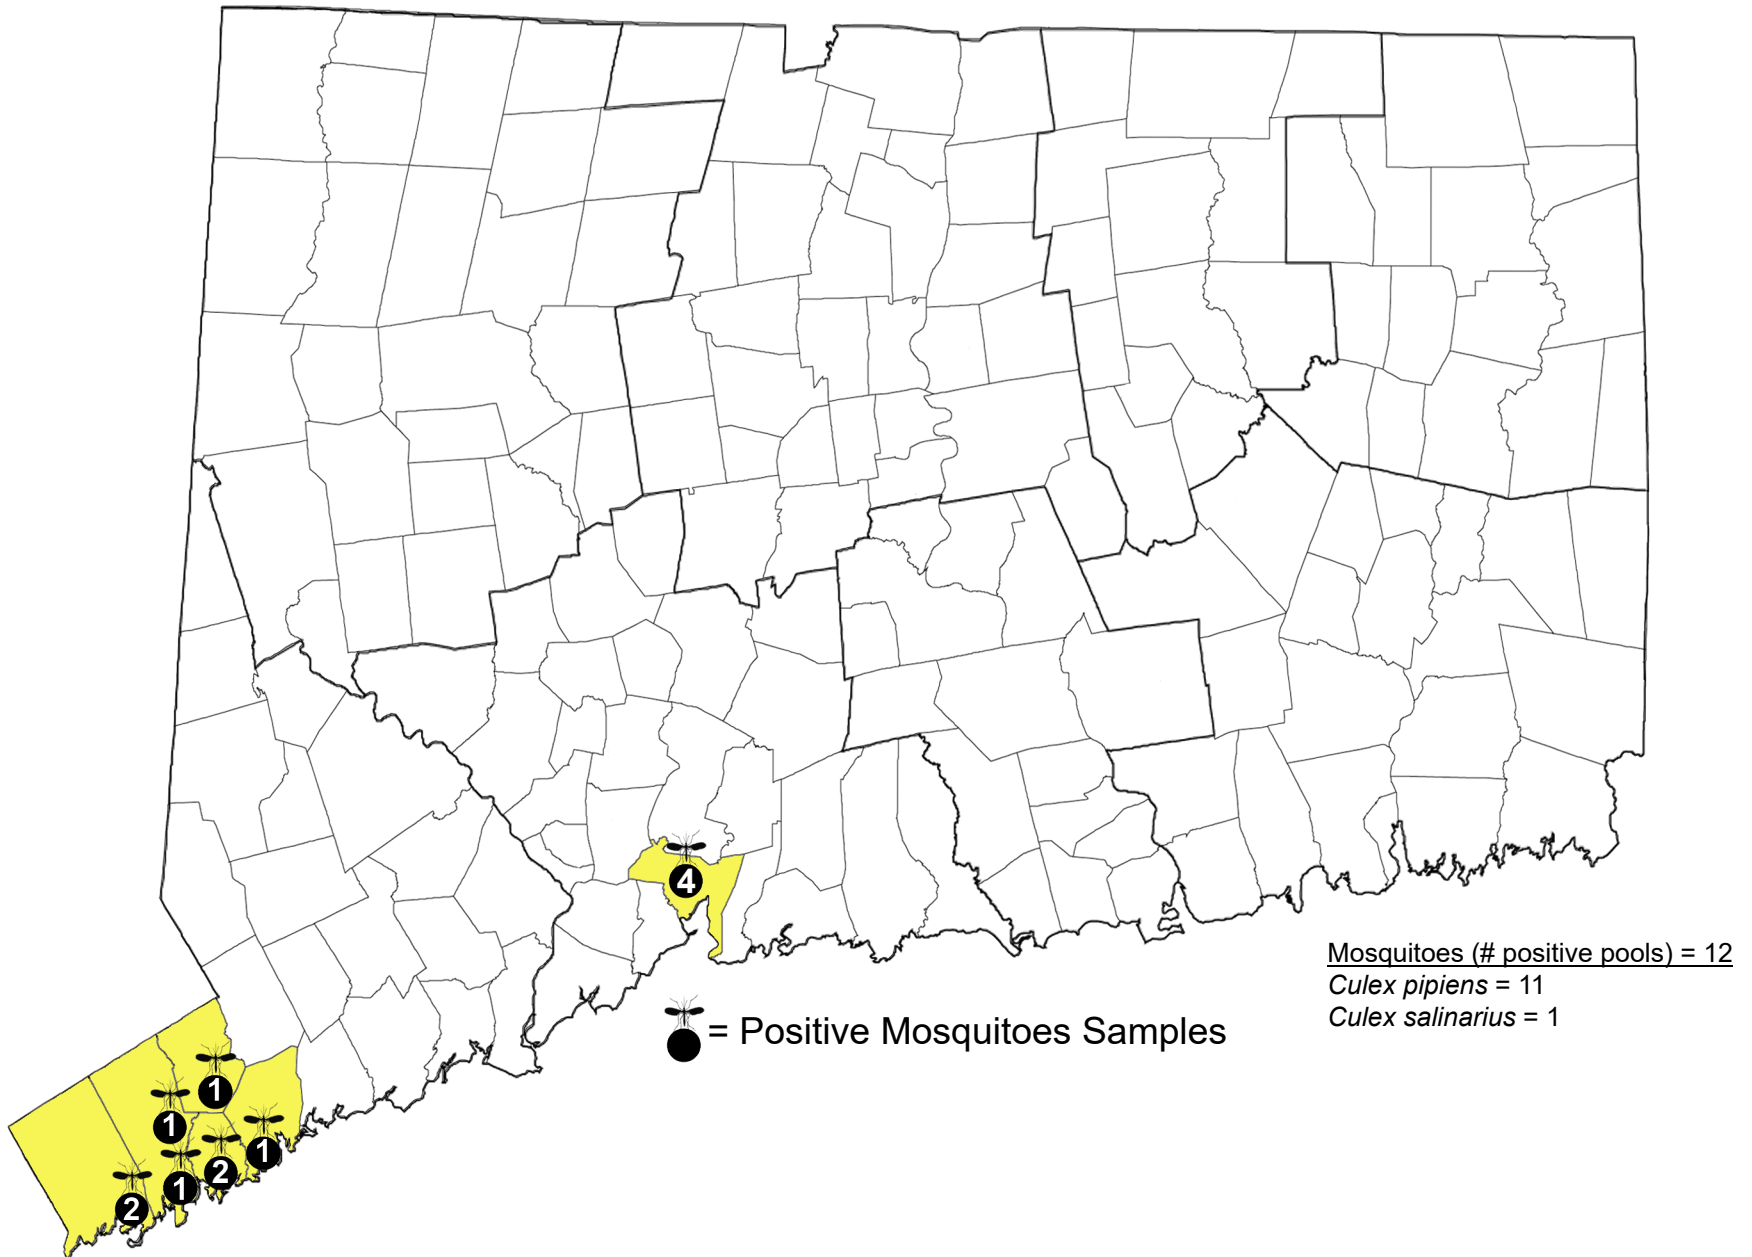 4
Mosquitoes (# positive pools) = 12
Culex pipiens = 11
Culex salinarius = 1
= Positive Mosquitoes Samples
1
1
1
2
1
2